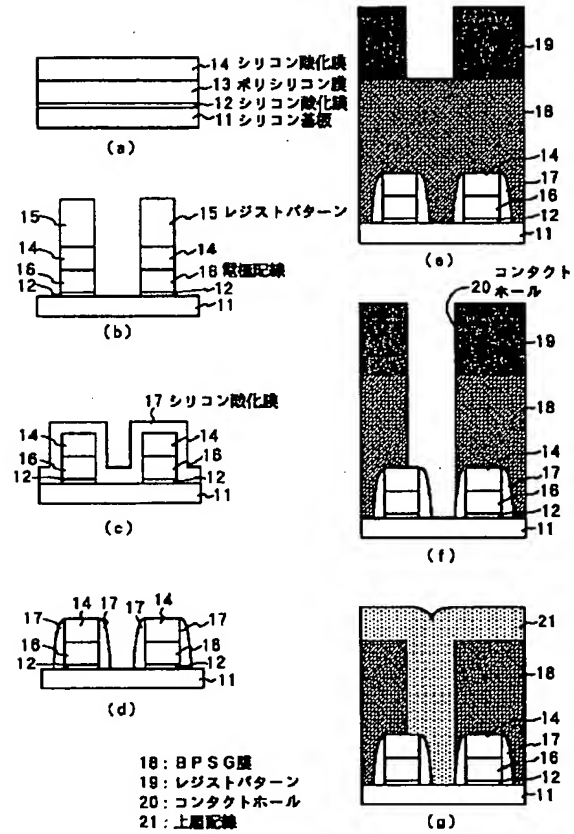 14 シリコン酸化膜
13 ポリシリコン膜
12 シリコン酸化膜
11 シリコン基板
(a)
15
15 レジストパターン
14
14
16
16 電極配線
12
12
11
(b)
17 シリコン酸化膜
14
14
16
16
12
12
11
(c)
17
14
17
17
14
17
16
16
12
12
11
(d)
18：BPSG膜
19：レジストパターン
20：コンタクトホール
21：上層配線
19
18
14
17
16
12
11
(e)
コンタクト
20 ホール
19
18
14
17
16
12
11
(f)
21
18
14
17
16
12
11
(g)